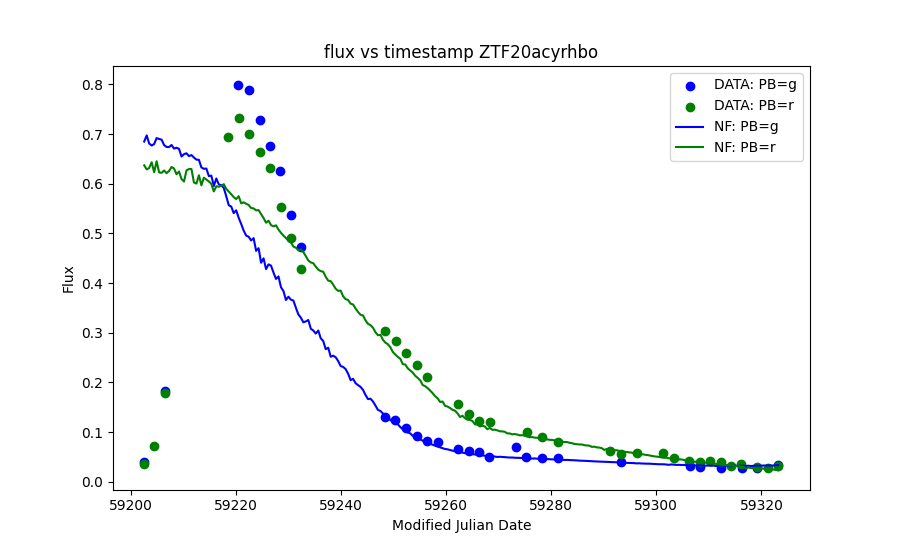 flux vs timestamp ZTF20acyrhbo
DATA: PB=g
DATA: PB=r
NF: PB=g
NF: PB=r
0.8
0.7
0.6
0.5
0.4
0.3
0.2
0.1
0.0
Flux
59200
59220
59240
59260
59280
59300
59320
Modified Julian Date